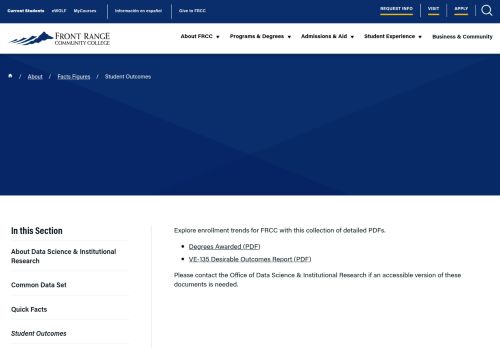 Current Students eWOLF MyCourses Información en español Give to FRCC REQUEST INFO VISIT APPLY
FRONT RANGE
COMMUNITY COLLEGE
About FRCC Programs & Degrees Admissions & Aid Student Experience Business & Community
/ About / Facts Figures / Student Outcomes
In this Section
About Data Science & Institutional
Research
Common Data Set
Quick Facts
Student Outcomes
Explore enrollment trends for FRCC with this collection of detailed PDFs.
Degrees Awarded (PDF)
VE-135 Desirable Outcomes Report (PDF)
Please contact the Office of Data Science & Institutional Research if an accessible version of these
documents is needed.